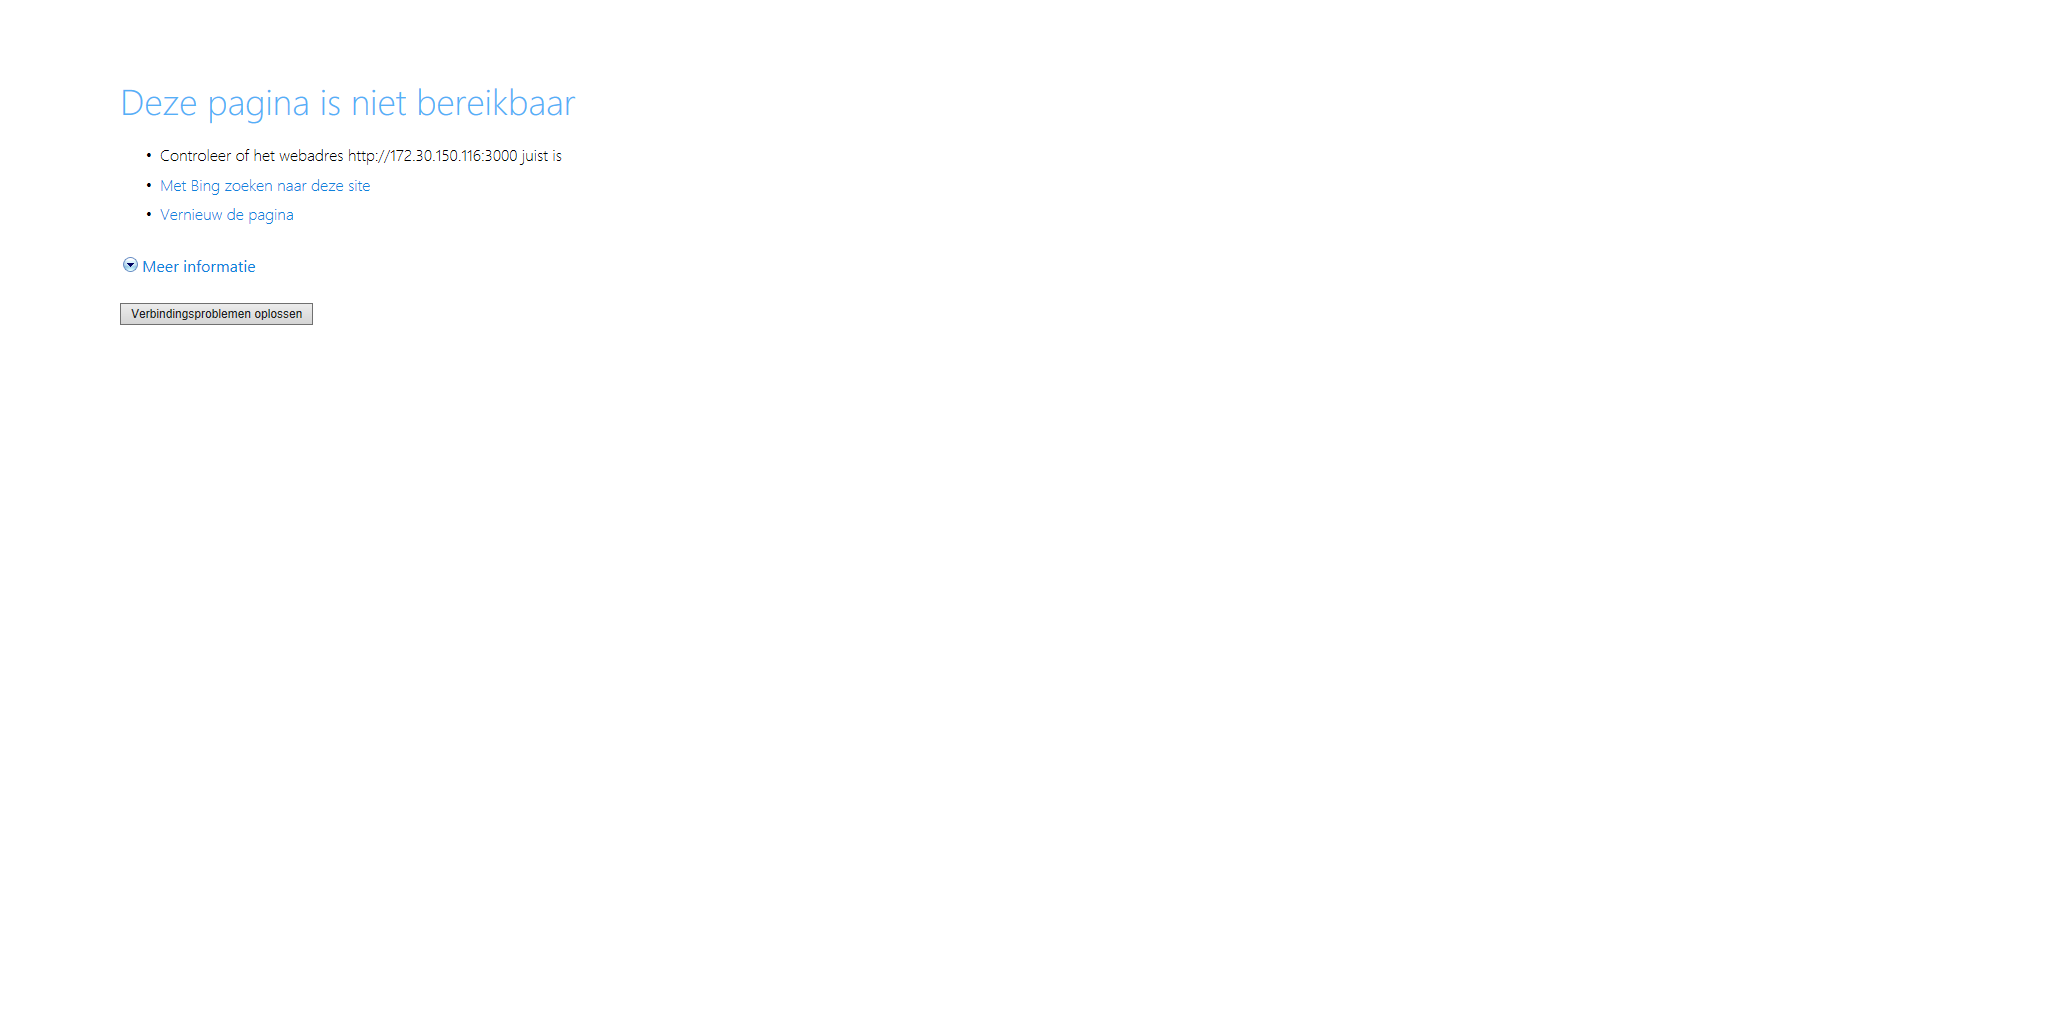 Deze pagina is niet bereikbaar
• Controleer of het webadres http://172.30.150.116:3000 juist is
• Met Bing zoeken naar deze site
• Vernieuw de pagina
Meer informatie
Verbindingsproblemen oplossen